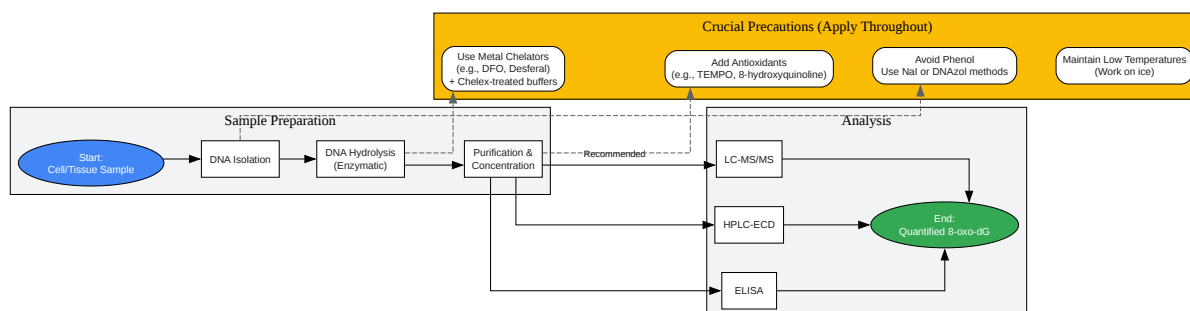 Crucial Precautions (Apply Throughout)
Use Metal Chelators
(e.g., DFO, Desferal)
+ Chelex-treated buffers
Add Antioxidants
(e.g., TEMPO, 8-hydroxyquinoline)
Avoid Phenol
Use NaI or DNAzol methods
Maintain Low Temperatures
(Work on ice)
Sample Preparation
Start:
Cell/Tissue Sample
DNA Isolation
DNA Hydrolysis
(Enzymatic)
Purification &
Concentration
Recommended
Analysis
LC-MS/MS
HPLC-ECD
ELISA
End:
Quantified 8-oxo-dG